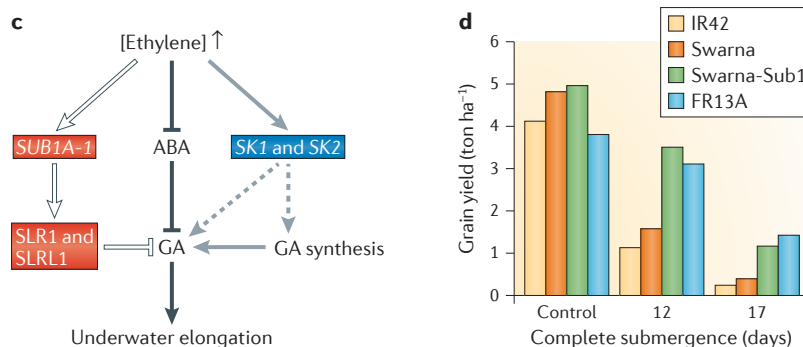 c
[Ethylene] ↑
SUB1A-1
ABA
SK1 and SK2
SLR1 and
SLRL1
GA
GA synthesis
Underwater elongation
d
IR42
Swarna
Swarna-Sub1
FR13A
Grain yield (ton ha⁻¹)
6
5
4
3
2
1
0
Control
12
17
Complete submergence (days)